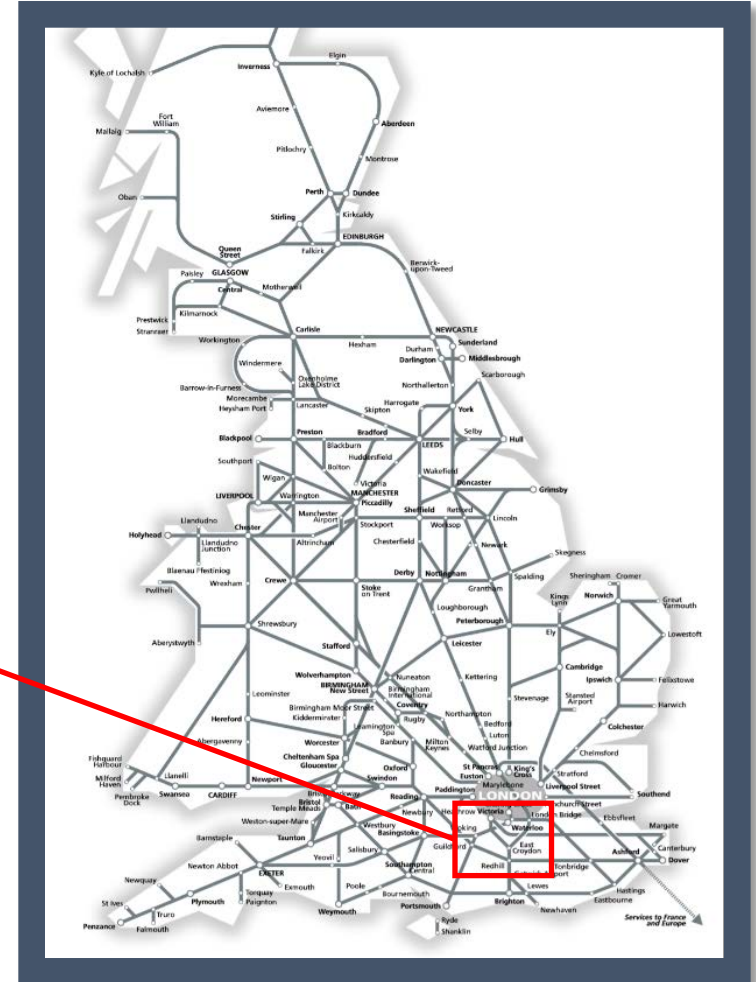 Elgin
Inverness
Kyle of Lochalsh
Aviemore
Fort
William
Aberdeen
Mallaig
Pitlochry
Montrose
Perth
Dundee
Oban
Stirling
Kirkcaldy
EDINBURGH
Queen
Street
Falkirk
Berwick-
upon-Tweed
Paisley
GLASGOW
Central
Motherwell
Kilmarnock
Prestwick
Stranraer
Carlisle
NEWCASTLE
Workington
Hexham
Sunderland
Durham
Darlington
Middlesbrough
Windermere
Scarborough
Oxenholme
Lake District
Barrow-in-Furness
Northallerton
Morecambe
Heysham Port
Lancaster
Harrogate
York
Skipton
Preston
Bradford
Selby
Blackpool
Blackburn
LEEDS
Hull
Huddersfield
Southport
Bolton
Wakefield
Wigan
Victoria
Doncaster
MANCHESTER
Piccadilly
Grimsby
LIVERPOOL
Warrington
Sheffield
Retford
Manchester
Airport
Llandudno
Stockport
Worksop
Lincoln
Holyhead
Chester
Llandudno
Junction
Altrincham
Chesterfield
Newark
Skegness
Blaenau Ffestiniog
Derby
Nottingham
Wrexham
Crewe
Stoke
on Trent
Grantham
Spalding
Sheringham
Cromer
Pwllheli
Kings
Lynn
Norwich
Great
Yarmouth
Loughborough
Shrewsbury
Peterborough
Ely
Aberystwyth
Stafford
Leicester
Lowestoft
Cambridge
Wolverhampton
Nuneaton
Kettering
Ipswich
Felixstowe
BIRMINGHAM
New Street
Birmingham
International
Leominster
Stevenage
Stansted
Airport
Birmingham Moor Street
Coventry
Harwich
Hereford
Kidderminster
Rugby
Northampton
Leamington
Spa
Bedford
Colchester
Abergavenny
Worcester
Banbury
Milton
Keynes
Luton
Watford Junction
Chelmsford
Cheltenham Spa
Gloucester
Oxford
St Pancras
King's
Cross
Fishguard
Harbour
Euston
Stratford
Llanelli
Newport
Swindon
Marylebone
Liverpool Street
Milford
Haven
Paddington
LONDON
Southend
Pembroke
Dock
Swansea
CARDIFF
Reading
Bristol
Temple Meads
Bath
Newbury
Heathrow
Victoria
London Bridge
Ebbsfleet
Weston-super-Mare
Westbury
Basingstoke
Woking
Waterloo
Margate
Barnstaple
Taunton
Guildford
East
Croydon
Canterbury
Salisbury
Tonbridge
Ashford
Dover
Yeovil
Redhill
Newton Abbot
Southampton
Central
Newquay
EXETER
Exmouth
Poole
Lewes
Hastings
St Ives
Plymouth
Torquay
Paignton
Bournemouth
Brighton
Eastbourne
Truro
Weymouth
Portsmouth
Newhaven
Penzance
Falmouth
Ryde
Shanklin
Services to France
and Europe